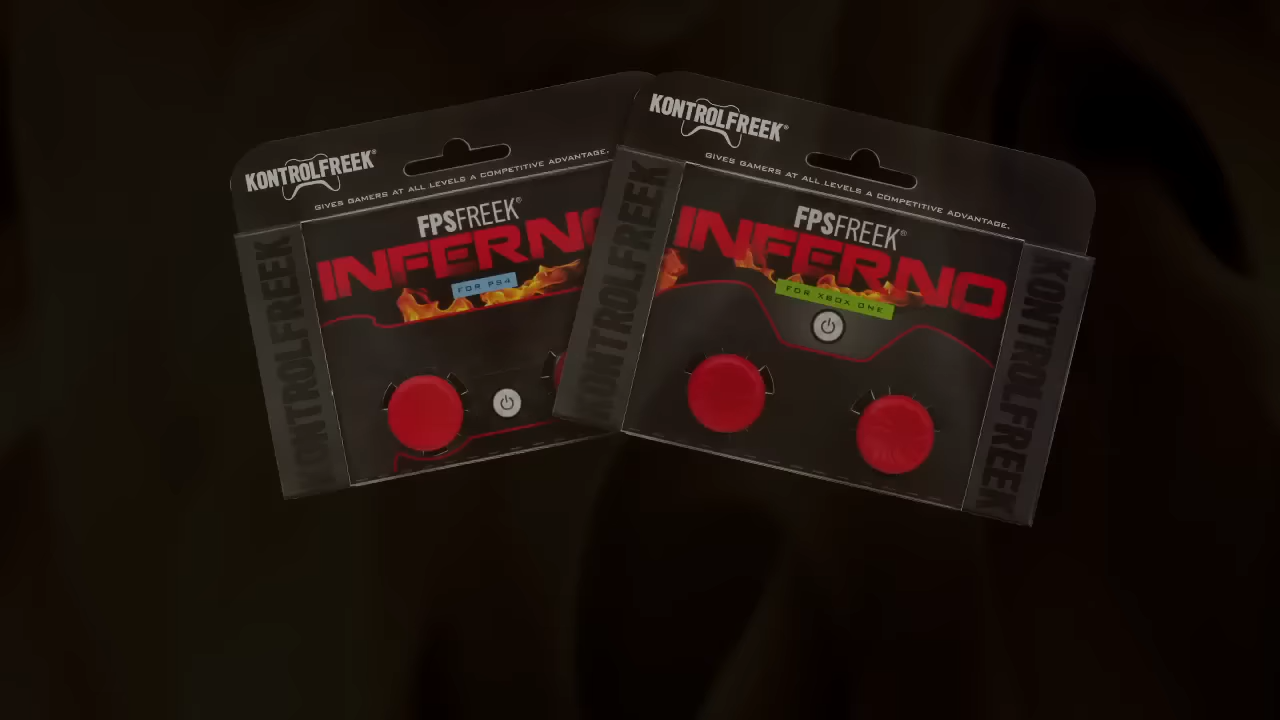 KONTROLFREEK®
GIVES GAMERS AT ALL LEVELS A COMPETITIVE ADVANTAGE.
FPSFREEK®
INFERNO
FOR PS4
KONTROLFREEK
KONTROLFREEK®
GIVES GAMERS AT ALL LEVELS A COMPETITIVE ADVANTAGE.
FPSFREEK®
INFERNO
FOR XBOX ONE
KONTROLFREEK
KONTROLFREEK